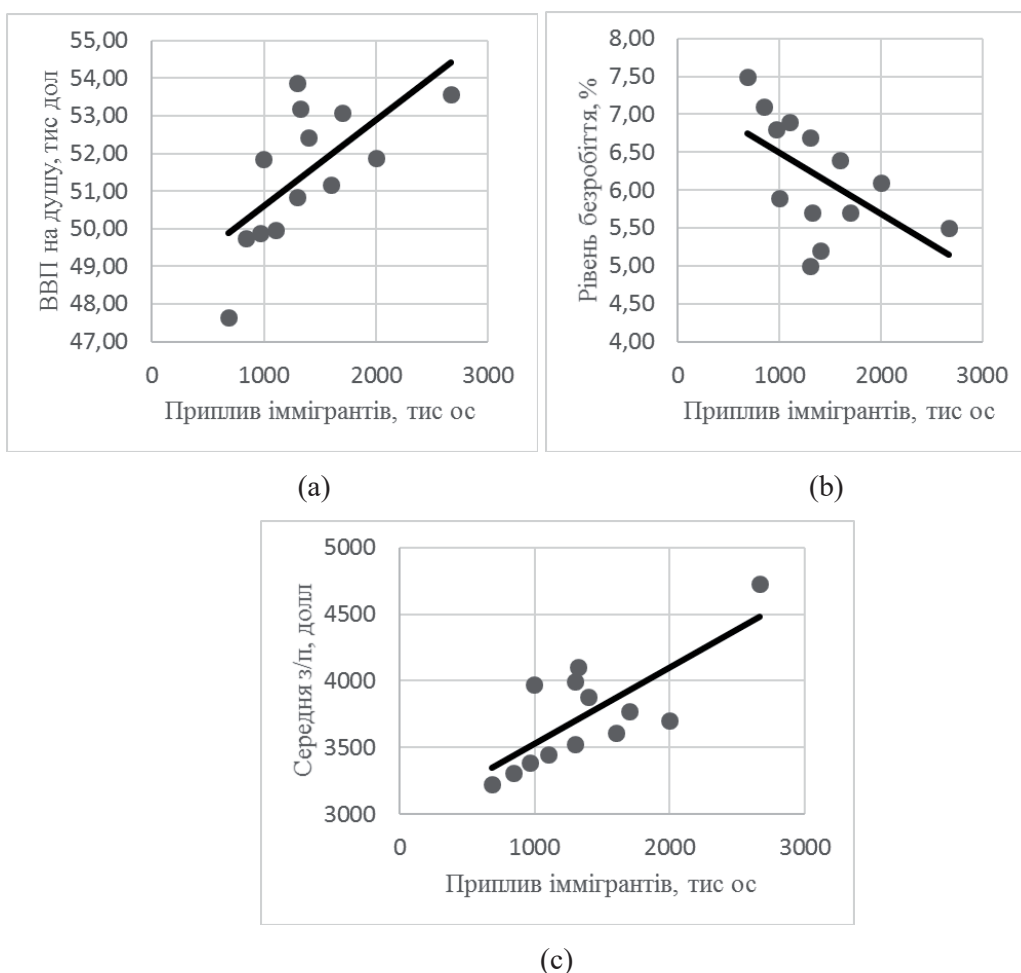 55,00
54,00
53,00
52,00
51,00
50,00
49,00
48,00
47,00
ВВП на душу, тис дол
0 1000 2000 3000
Приплив іммігрантів, тис ос
(a)
8,00
7,50
7,00
6,50
6,00
5,50
5,00
4,50
4,00
Рівень безробіття, %
0 1000 2000 3000
Приплив іммігрантів, тис ос
(b)
5000
4500
4000
3500
3000
Середня з/п, долл
0 1000 2000 3000
Приплив іммігрантів, тис ос
(c)